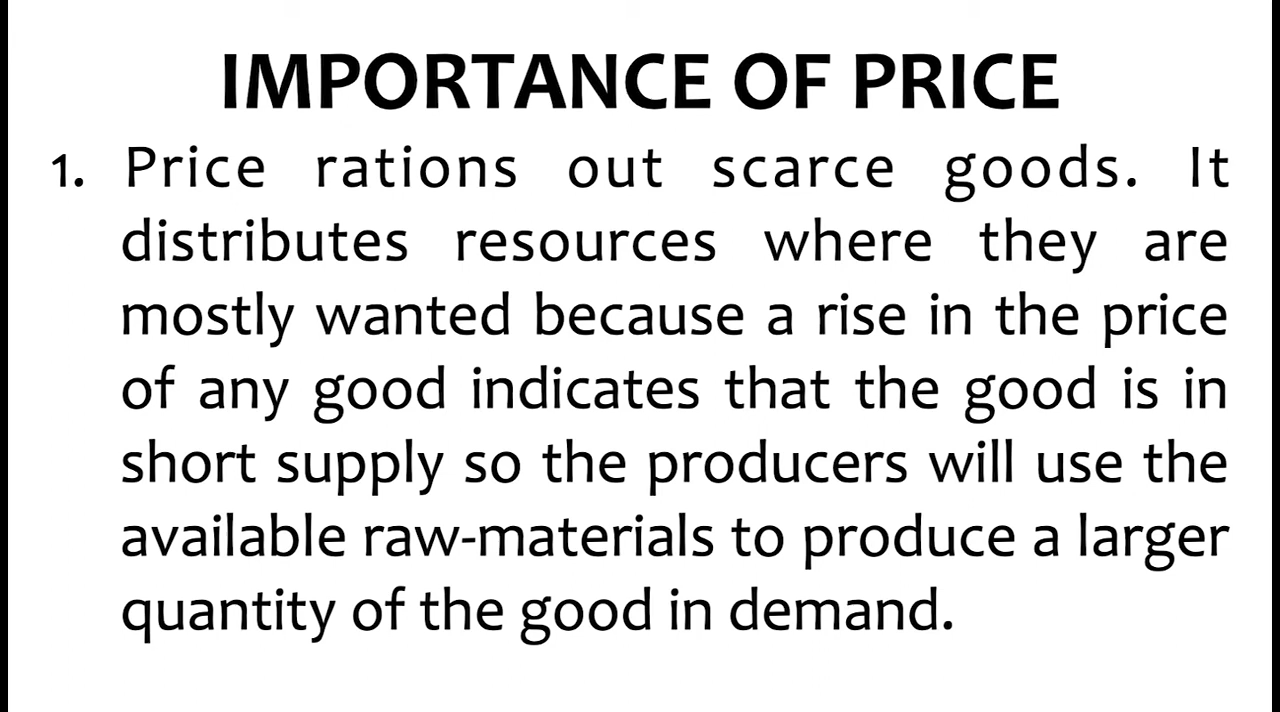 IMPORTANCE OF PRICE
1. Price rations out scarce goods. It
distributes resources where they are
mostly wanted because a rise in the price
of any good indicates that the good is in
short supply so the producers will use the
available raw-materials to produce a larger
quantity of the good in demand.